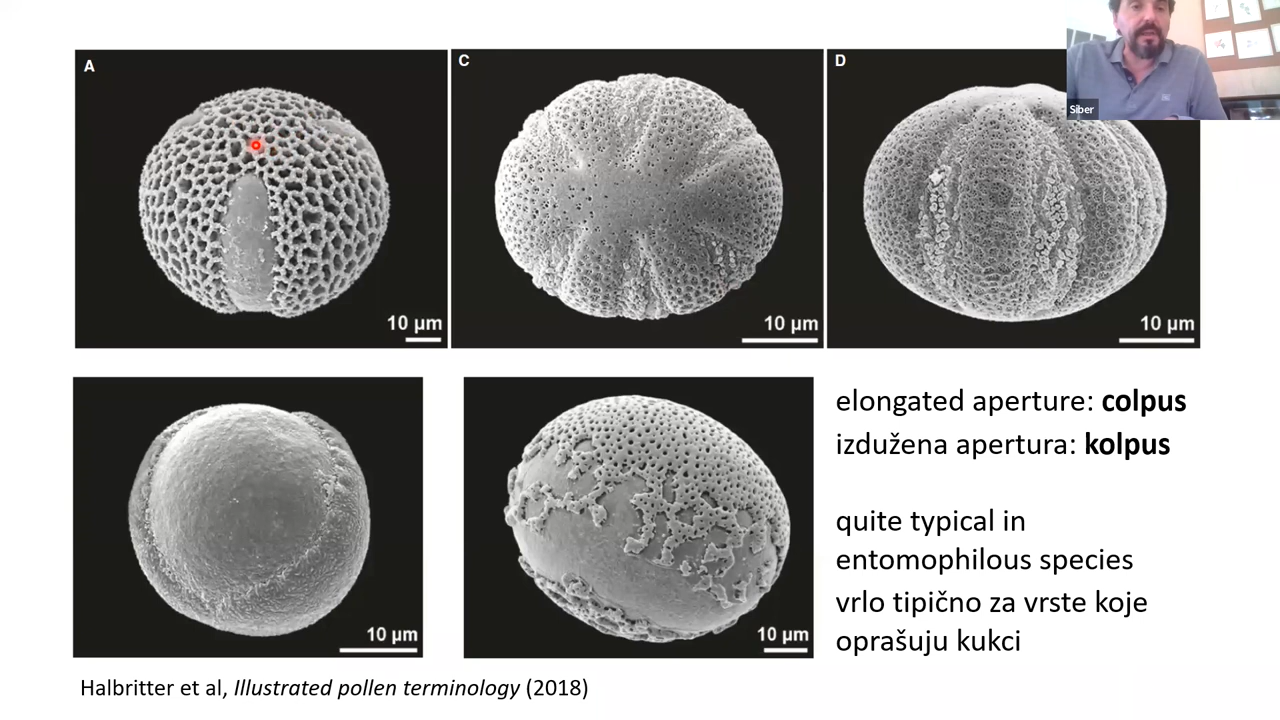 A
C
D
Siber
10 µm
10 µm
10 µm
10 µm
10 µm
elongated aperture: colpus
izdužena apertura: kolpus
quite typical in
entomophilous species
vrlo tipično za vrste koje
oprašuju kukci
Halbritter et al, Illustrated pollen terminology (2018)